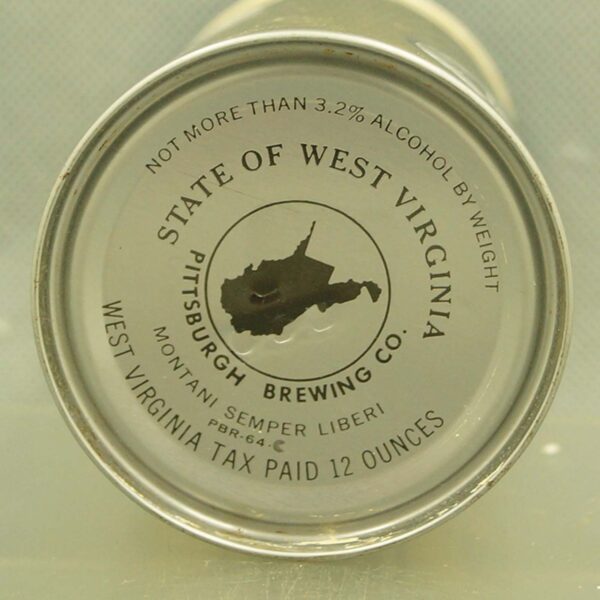 NOT MORE THAN 3.2% ALCOHOL BY WEIGHT
STATE OF WEST VIRGINIA
PITTSBURGH BREWING CO.
MONTANI SEMPER LIBERI
PBR-64-C
WEST VIRGINIA TAX PAID 12 OUNCES